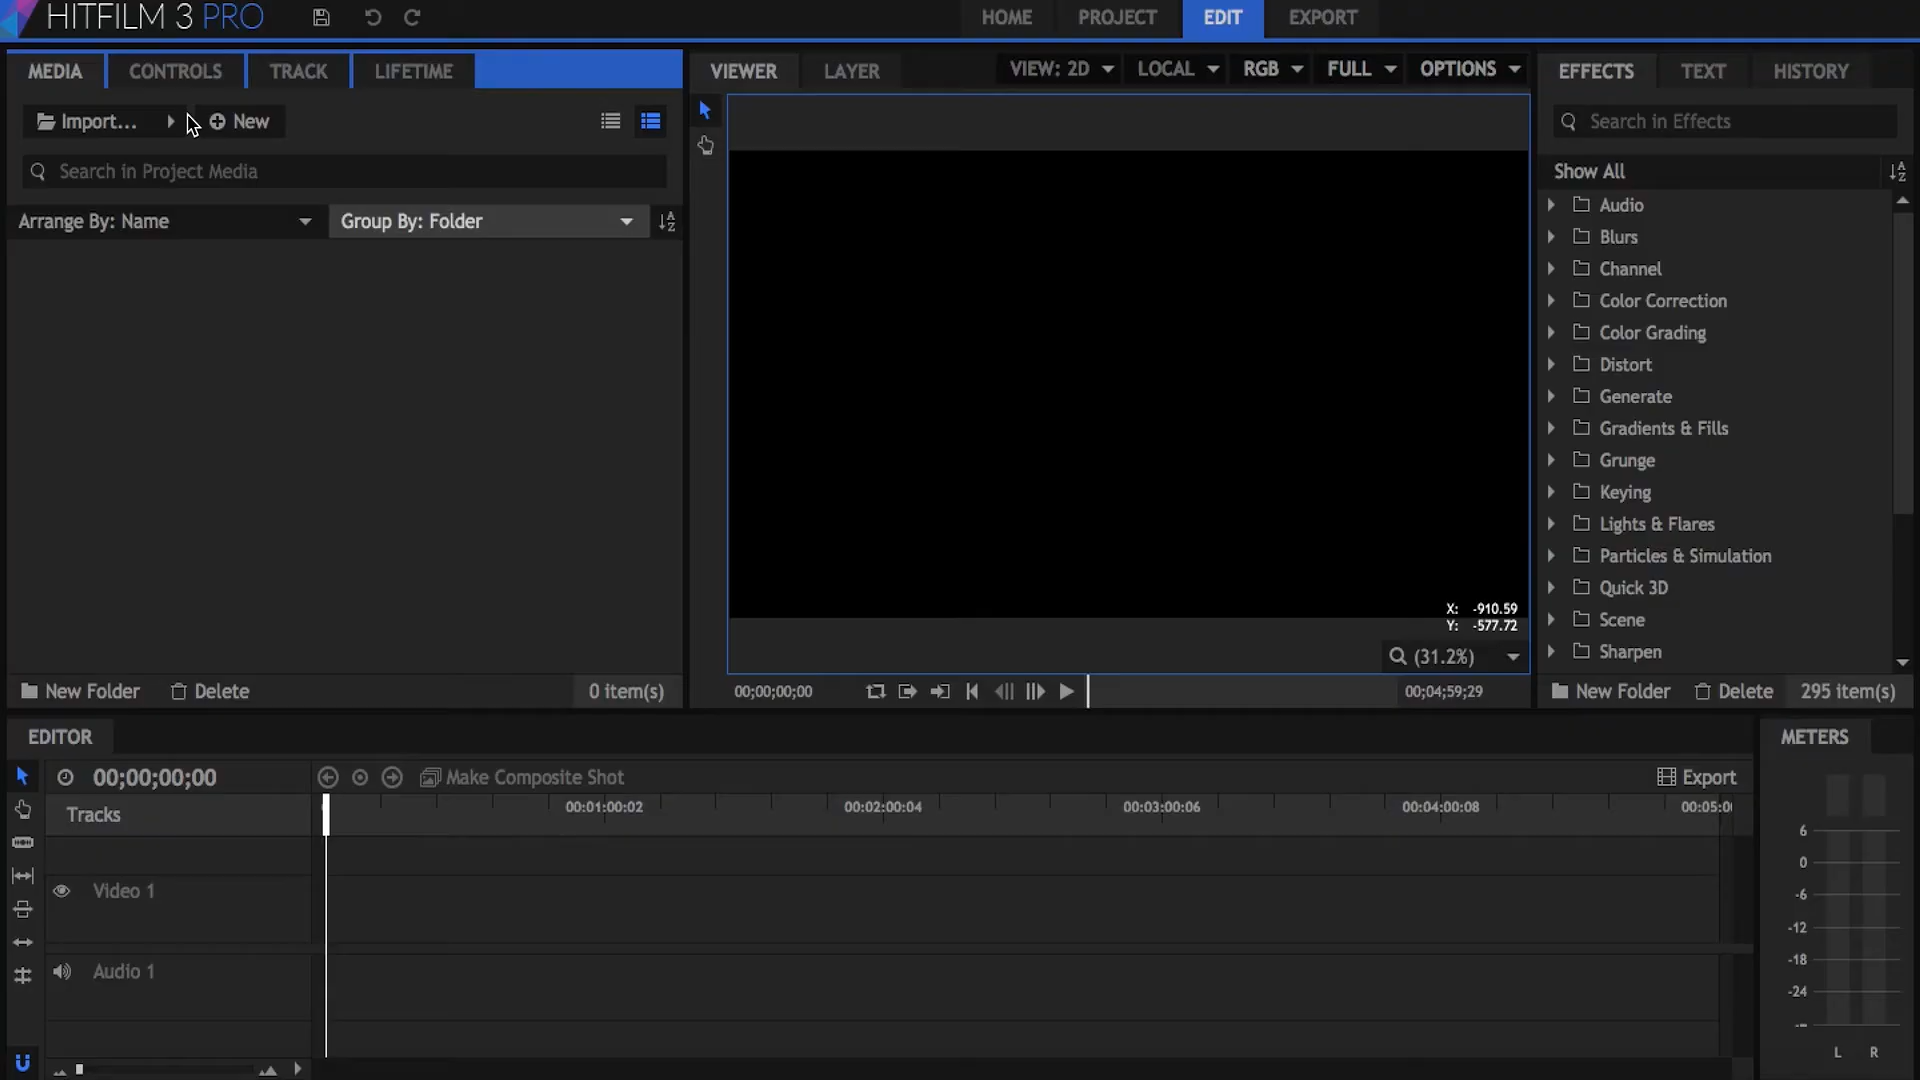 HITFILM 3 PRO
HOME PROJECT EDIT EXPORT
MEDIA CONTROLS TRACK LIFETIME
VIEWER LAYER VIEW: 2D LOCAL RGB FULL OPTIONS
EFFECTS TEXT HISTORY
Import... New
Search in Effects
Search in Project Media
Show All
Arrange By: Name Group By: Folder
Audio
Blurs
Channel
Color Correction
Color Grading
Distort
Generate
Gradients & Fills
Grunge
Keying
Lights & Flares
Particles & Simulation
Quick 3D
Scene
Sharpen
X: -910.59
Y: -577.72
(31.2%)
New Folder Delete 0 item(s)
00;00;00;00 00;04;59;29
New Folder Delete 295 item(s)
EDITOR
METERS
00;00;00;00 Make Composite Shot Export
Tracks 00:01:00:02 00:02:00:04 00:03:00:06 00:04:00:08 00:05:0
Video 1
Audio 1
6
0
-6
-12
-18
-24
-∞
L R